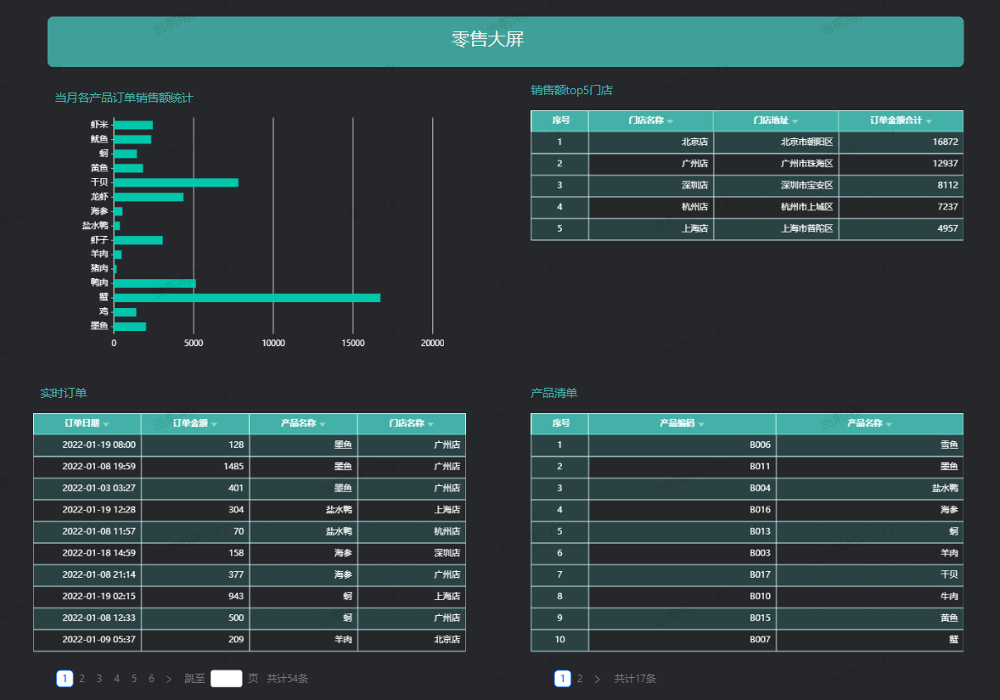 零售大屏
当月各产品订单销售额统计
虾米
鱿鱼
蚵
黄鱼
干贝
龙虾
海参
盐水鸭
虾子
羊肉
猪肉
鸭肉
蟹
鸡
墨鱼
0 5000 10000 15000 20000
销售额top5门店
序号 门店名称 门店地址 订单金额合计
1 北京店 北京市朝阳区 16872
2 广州店 广州市珠海区 12937
3 深圳店 深圳市宝安区 8112
4 杭州店 杭州市上城区 7237
5 上海店 上海市普陀区 4957
实时订单
订单日期 订单金额 产品名称 门店名称
2022-01-19 08:00 128 墨鱼 广州店
2022-01-08 19:59 1485 墨鱼 广州店
2022-01-03 03:27 401 墨鱼 广州店
2022-01-19 12:28 304 盐水鸭 上海店
2022-01-08 11:57 70 盐水鸭 杭州店
2022-01-18 14:59 158 海参 深圳店
2022-01-08 21:14 377 海参 广州店
2022-01-19 02:15 943 蚵 上海店
2022-01-08 12:33 500 蚵 广州店
2022-01-09 05:37 209 羊肉 北京店
1 2 3 4 5 6 > 跳至 页 共计54条
产品清单
序号 产品编码 产品名称
1 B006 雪鱼
2 B011 墨鱼
3 B004 盐水鸭
4 B016 海参
5 B013 蚵
6 B003 羊肉
7 B017 干贝
8 B010 牛肉
9 B015 黄鱼
10 B007 蟹
1 2 > 共计17条